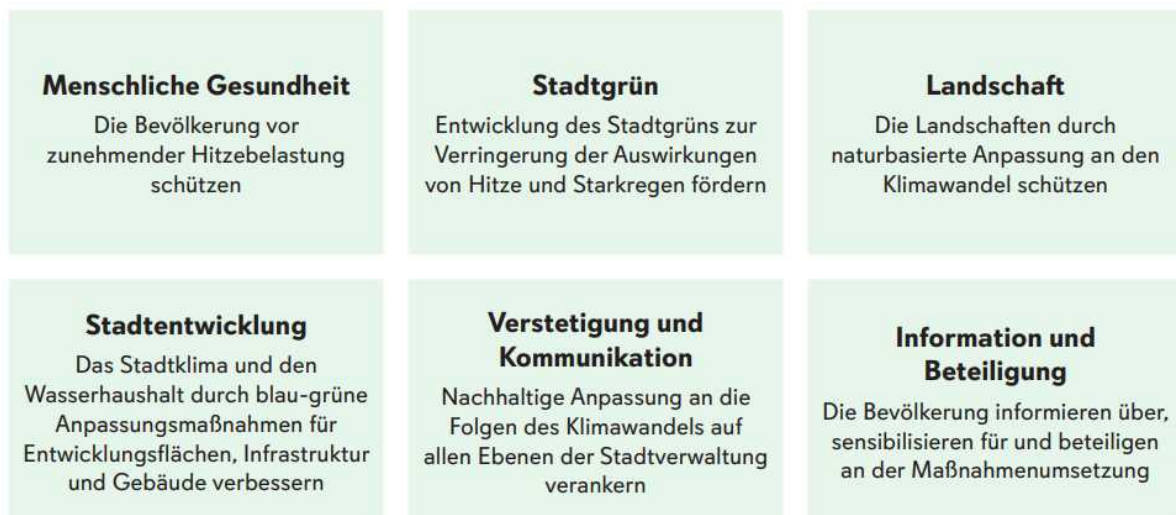 Menschliche Gesundheit
Die Bevölkerung vor
zunehmender Hitzebelastung
schützen
Stadtgrün
Entwicklung des Stadtgrüns zur
Verringerung der Auswirkungen
von Hitze und Starkregen fördern
Landschaft
Die Landschaften durch
naturbasierte Anpassung an den
Klimawandel schützen
Stadtentwicklung
Das Stadtklima und den
Wasserhaushalt durch blau-grüne
Anpassungsmaßnahmen für
Entwicklungsflächen, Infrastruktur
und Gebäude verbessern
Verstetigung und
Kommunikation
Nachhaltige Anpassung an die
Folgen des Klimawandels auf
allen Ebenen der Stadtverwaltung
verankern
Information und
Beteiligung
Die Bevölkerung informieren über,
sensibilisieren für und beteiligen
an der Maßnahmenumsetzung